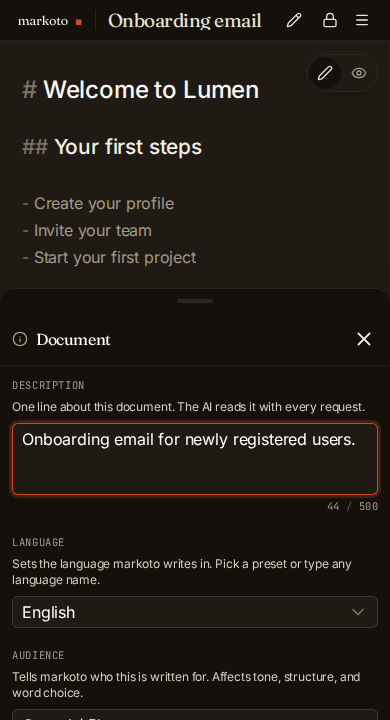 markoto
Onboarding email
# Welcome to Lumen
## Your first steps
- Create your profile
- Invite your team
- Start your first project
Document
DESCRIPTION
One line about this document. The AI reads it with every request.
Onboarding email for newly registered users.
44 / 500
LANGUAGE
Sets the language markoto writes in. Pick a preset or type any
language name.
English
AUDIENCE
Tells markoto who this is written for. Affects tone, structure, and
word choice.